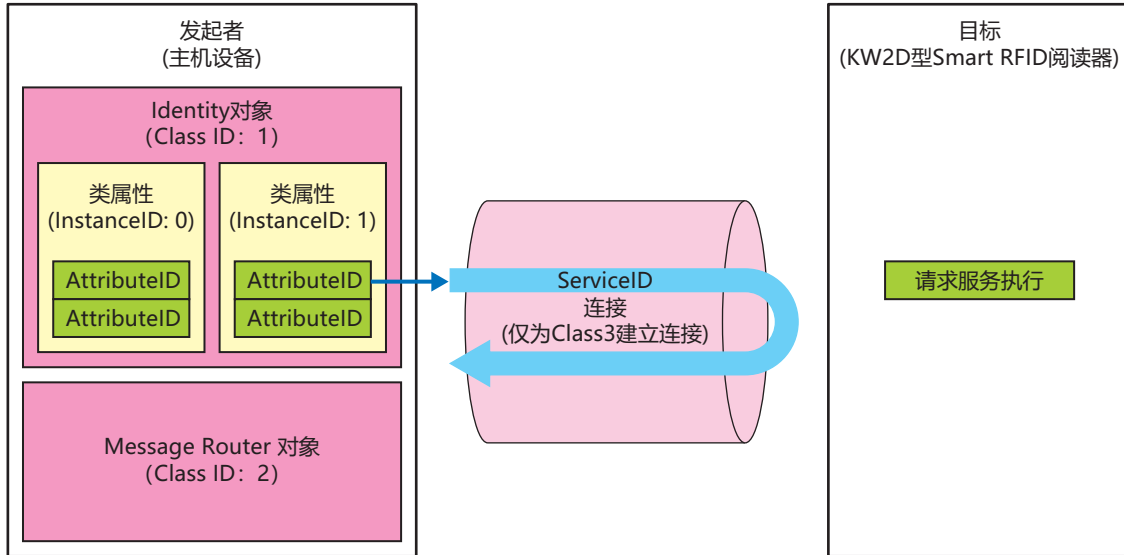 发起者
(主机设备)
Identity对象
(Class ID：1)
类属性
(InstanceID: 0)
AttributeID
AttributeID
类属性
(InstanceID: 1)
AttributeID
AttributeID
Message Router 对象
(Class ID：2)
ServiceID
连接
(仅为Class3建立连接)
目标
(KW2D型Smart RFID阅读器)
请求服务执行